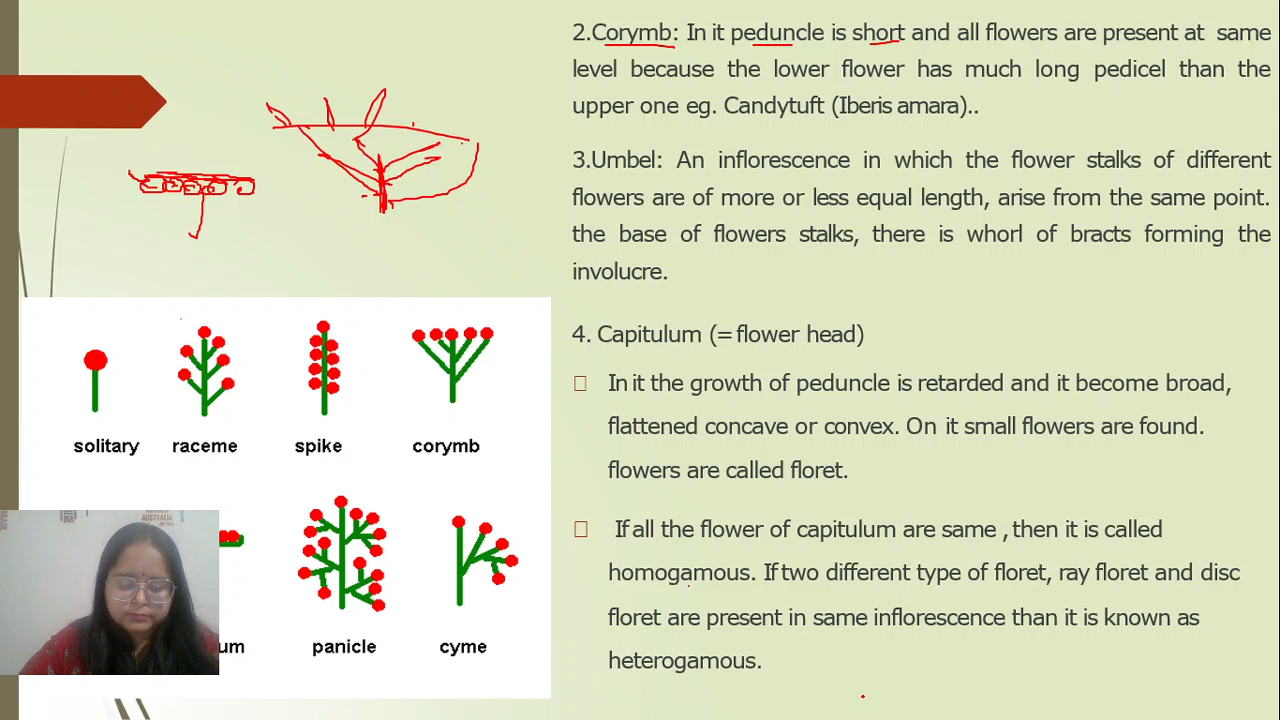 2.Corymb: In it peduncle is short and all flowers are present at same
level because the lower flower has much long pedicel than the
upper one eg. Candytuft (Iberis amara)..
3.Umbel: An inflorescence in which the flower stalks of different
flowers are of more or less equal length, arise from the same point.
the base of flowers stalks, there is whorl of bracts forming the
involucre.
4. Capitulum (= flower head)
In it the growth of peduncle is retarded and it become broad,
flattened concave or convex. On it small flowers are found.
flowers are called floret.
If all the flower of capitulum are same , then it is called
homogamous. If two different type of floret, ray floret and disc
floret are present in same inflorescence than it is known as
heterogamous.
solitary raceme spike corymb
um panicle cyme
AUSTRALIA